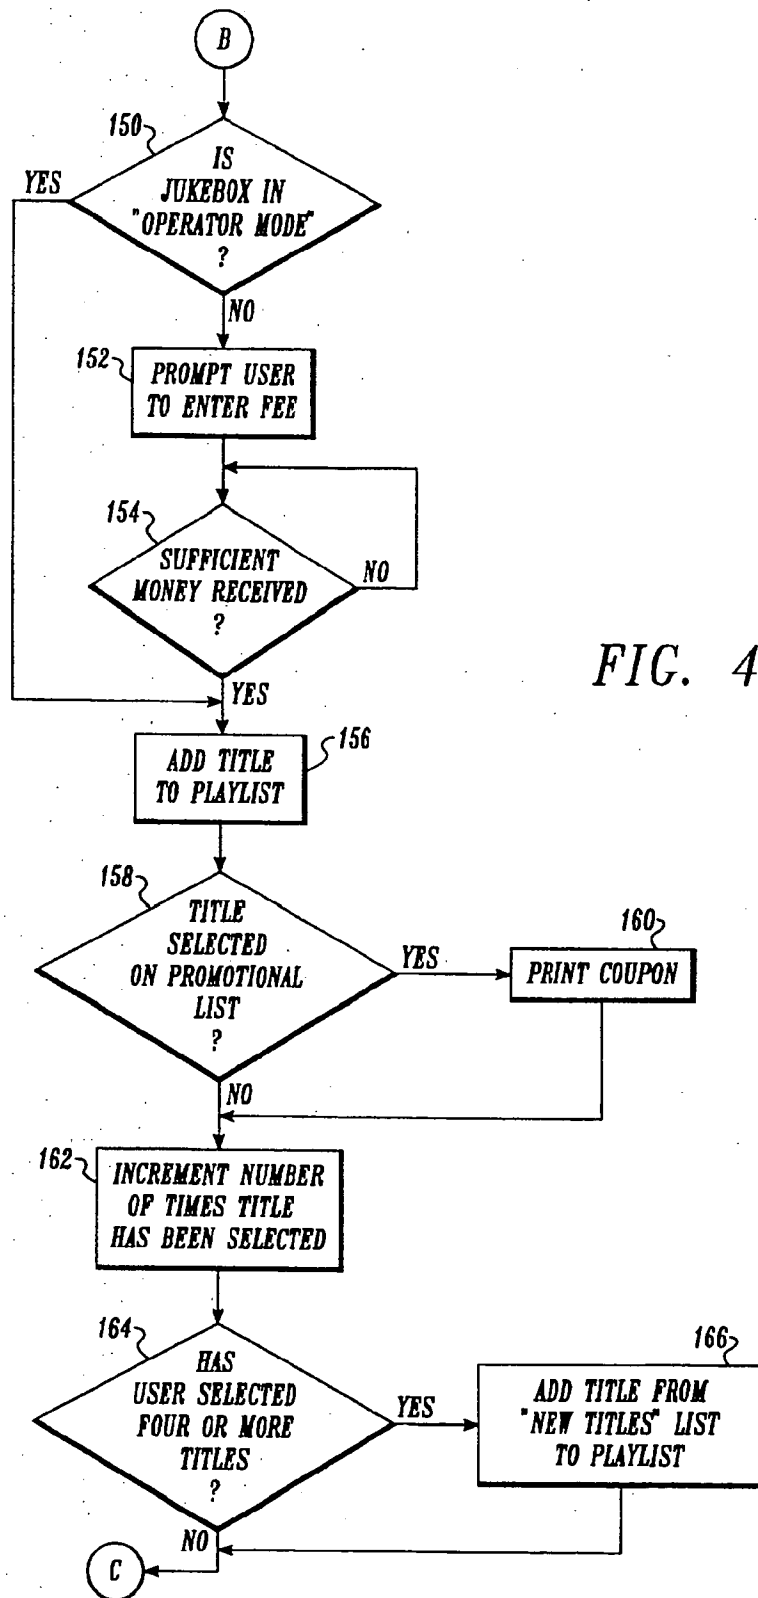 B
150
IS
JUKEBOX IN
"OPERATOR MODE"
?
YES
NO
152
PROMPT USER
TO ENTER FEE
154
SUFFICIENT
MONEY RECEIVED
?
NO
YES
FIG. 4
156
ADD TITLE
TO PLAYLIST
158
TITLE
SELECTED
ON PROMOTIONAL
LIST
?
YES
160
PRINT COUPON
NO
162
INCREMENT NUMBER
OF TIMES TITLE
HAS BEEN SELECTED
164
HAS
USER SELECTED
FOUR OR MORE
TITLES
?
YES
166
ADD TITLE FROM
"NEW TITLES" LIST
TO PLAYLIST
NO
C